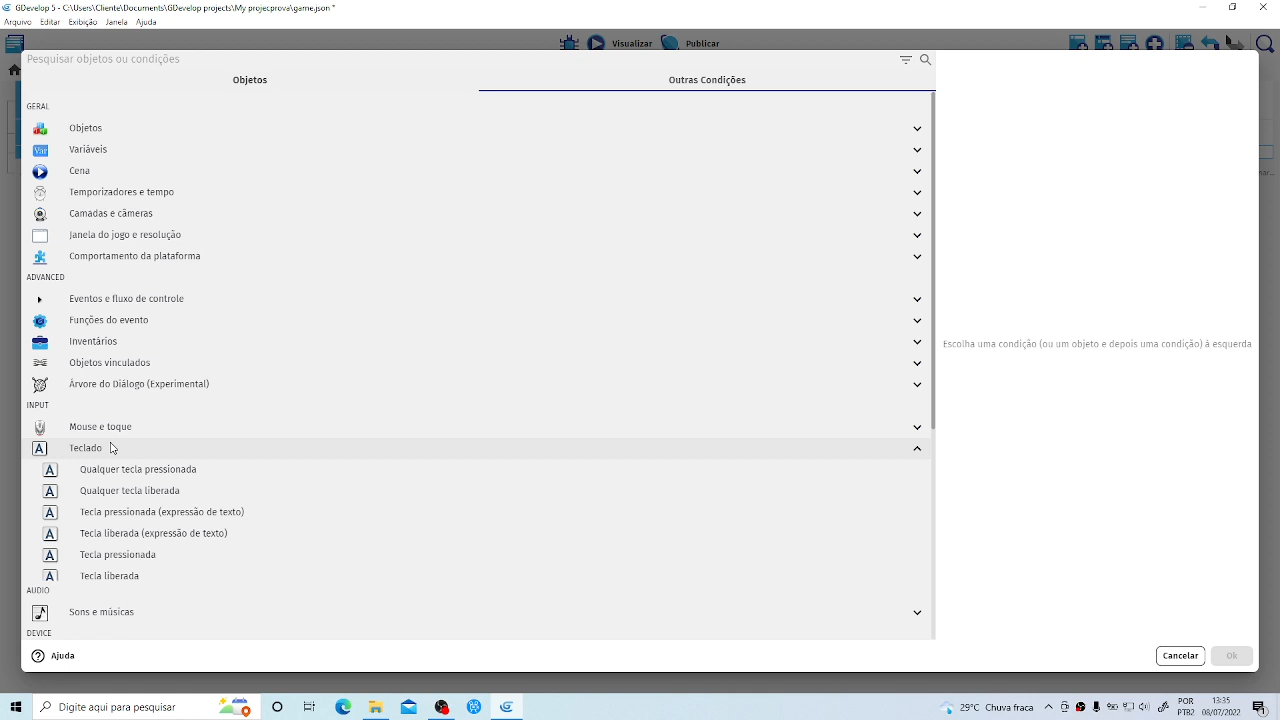 GDevelop 5 - C:\Users\Cliente\Documents\GDevelop projects\My projecprova\game.json *
Arquivo Editar Exibição Janela Ajuda
Visualizar Publicar
Pesquisar objetos ou condições
Objetos Outras Condições
GERAL
Objetos
Var Variáveis
Cena
Temporizadores e tempo
Camadas e câmeras
Janela do jogo e resolução
Comportamento da plataforma
ADVANCED
Eventos e fluxo de controle
Funções do evento
Inventários
Objetos vinculados
Árvore do Diálogo (Experimental)
INPUT
Mouse e toque
A Teclado
A Qualquer tecla pressionada
A Qualquer tecla liberada
A Tecla pressionada (expressão de texto)
A Tecla liberada (expressão de texto)
A Tecla pressionada
A Tecla liberada
AUDIO
Sons e músicas
DEVICE
Escolha uma condição (ou um objeto e depois uma condição) à esquerda
? Ajuda
Cancelar Ok
Digite aqui para pesquisar
29°C Chuva fraca
POR
PTB2
13:35
08/07/2022
1